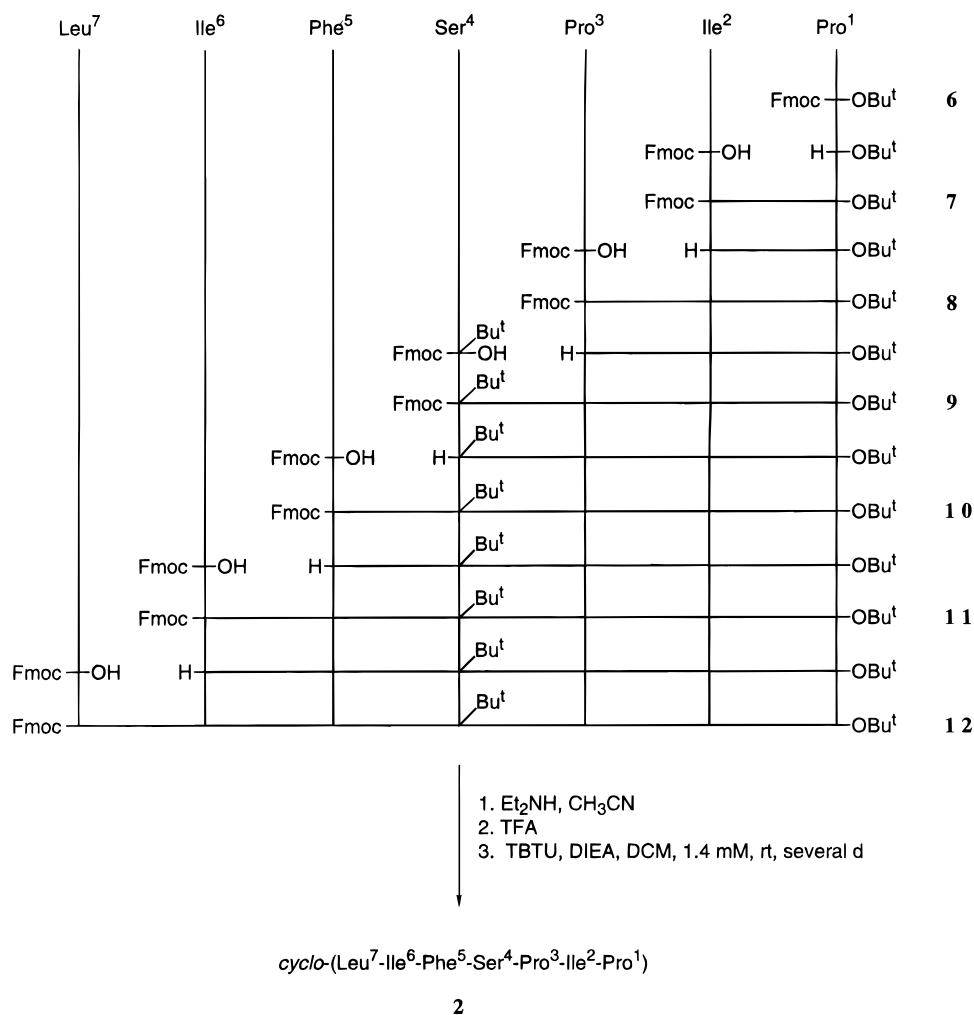 Leu⁷ Ile⁶ Phe⁵ Ser⁴ Pro³ Ile² Pro¹
Fmoc OBuᵗ 6
Fmoc OH H OBuᵗ
Fmoc OBuᵗ 7
Fmoc OH H OBuᵗ
Fmoc OBuᵗ 8
Buᵗ
Fmoc OH H OBuᵗ
Buᵗ
Fmoc OBuᵗ 9
Buᵗ
Fmoc OH H OBuᵗ
Buᵗ
Fmoc OBuᵗ 10
Buᵗ
Fmoc OH H OBuᵗ
Buᵗ
Fmoc OBuᵗ 11
Buᵗ
Fmoc OH H OBuᵗ
Buᵗ
Fmoc OBuᵗ 12
1. Et₂NH, CH₃CN
2. TFA
3. TBTU, DIEA, DCM, 1.4 mM, rt, several d
cyclo-(Leu⁷-Ile⁶-Phe⁵-Ser⁴-Pro³-Ile²-Pro¹)
2